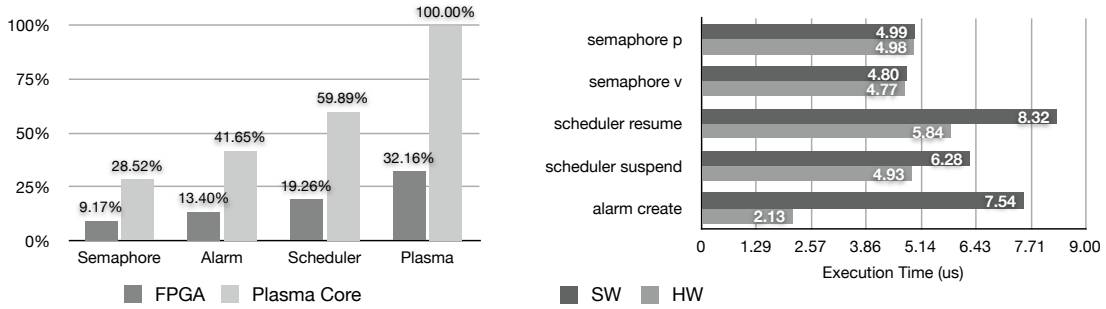 100%
75%
50%
25%
0%
9.17%
28.52%
13.40%
41.65%
19.26%
59.89%
32.16%
100.00%
Semaphore Alarm Scheduler Plasma
FPGA Plasma Core
semaphore p
4.99
4.98
semaphore v
4.80
4.77
scheduler resume
8.32
5.84
scheduler suspend
6.28
4.93
alarm create
7.54
2.13
0 1.29 2.57 3.86 5.14 6.43 7.71 9.00
Execution Time (us)
SW HW